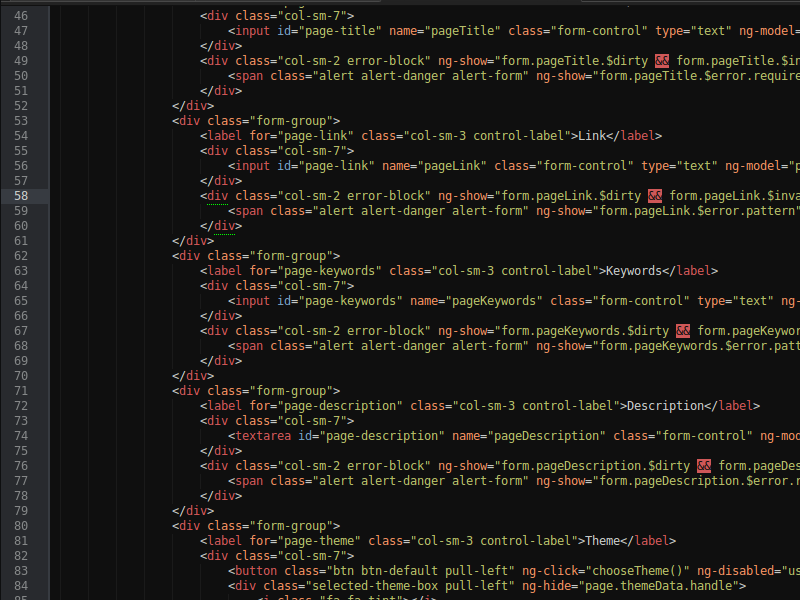 46 <div class="col-sm-7">
47 <input id="page-title" name="pageTitle" class="form-control" type="text" ng-model=
48 </div>
49 <div class="col-sm-2 error-block" ng-show="form.pageTitle.$dirty && form.pageTitle.$in
50 <span class="alert alert-danger alert-form" ng-show="form.pageTitle.$error.require
51 </div>
52 </div>
53 <div class="form-group">
54 <label for="page-link" class="col-sm-3 control-label">Link</label>
55 <div class="col-sm-7">
56 <input id="page-link" name="pageLink" class="form-control" type="text" ng-model="p
57 </div>
58 <div class="col-sm-2 error-block" ng-show="form.pageLink.$dirty && form.pageLink.$inva
59 <span class="alert alert-danger alert-form" ng-show="form.pageLink.$error.pattern"
60 </div>
61 </div>
62 <div class="form-group">
63 <label for="page-keywords" class="col-sm-3 control-label">Keywords</label>
64 <div class="col-sm-7">
65 <input id="page-keywords" name="pageKeywords" class="form-control" type="text" ng-
66 </div>
67 <div class="col-sm-2 error-block" ng-show="form.pageKeywords.$dirty && form.pageKeywor
68 <span class="alert alert-danger alert-form" ng-show="form.pageKeywords.$error.patt
69 </div>
70 </div>
71 <div class="form-group">
72 <label for="page-description" class="col-sm-3 control-label">Description</label>
73 <div class="col-sm-7">
74 <textarea id="page-description" name="pageDescription" class="form-control" ng-mod
75 </div>
76 <div class="col-sm-2 error-block" ng-show="form.pageDescription.$dirty && form.pageDes
77 <span class="alert alert-danger alert-form" ng-show="form.pageDescription.$error.r
78 </div>
79 </div>
80 <div class="form-group">
81 <label for="page-theme" class="col-sm-3 control-label">Theme</label>
82 <div class="col-sm-7">
83 <button class="btn btn-default pull-left" ng-click="chooseTheme()" ng-disabled="us
84 <div class="selected-theme-box pull-left" ng-hide="page.themeData.handle">
85 <i class="fa fa-tint"></i>